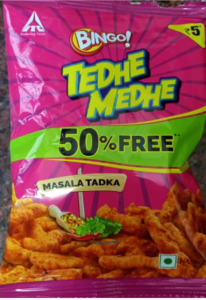 BINGO!
₹5
TEDHE
MEDHE
50% FREE**
MASALA TADKA